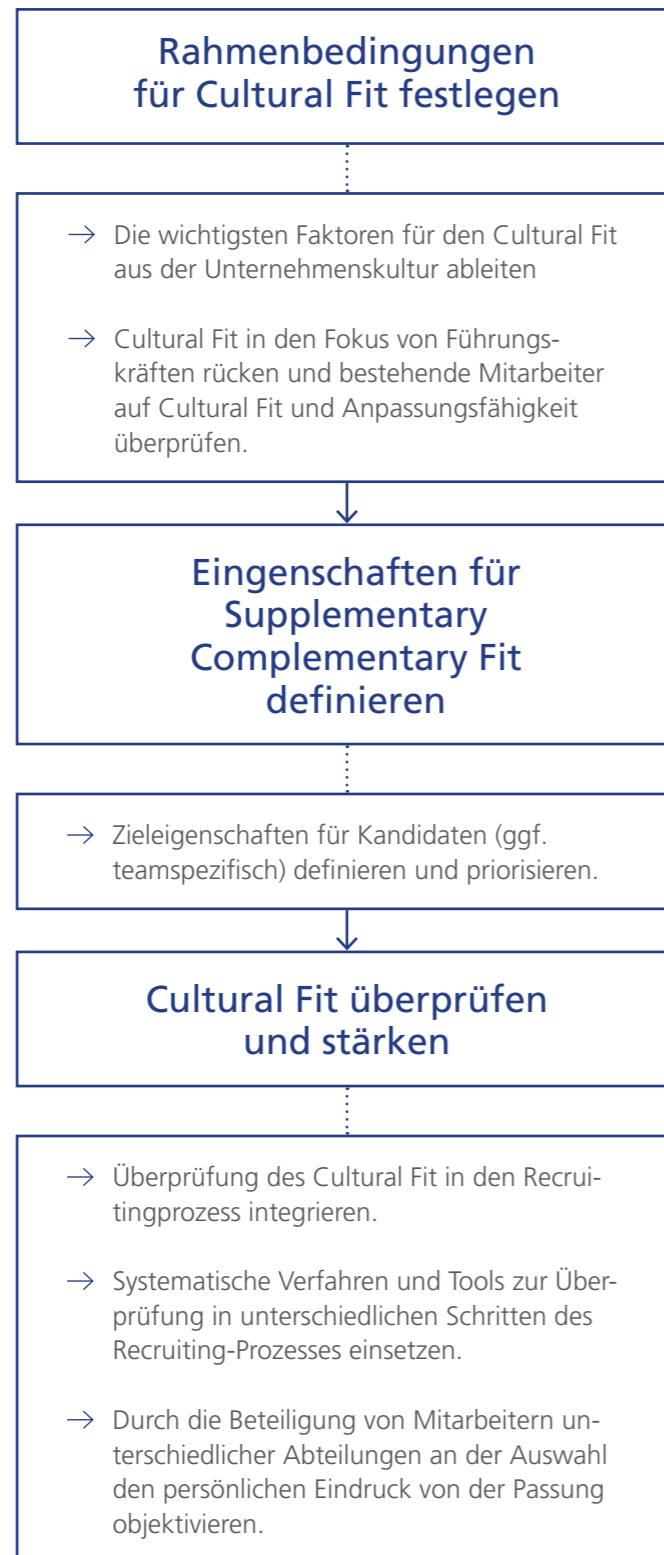 Rahmenbedingungen
für Cultural Fit festlegen
→ Die wichtigsten Faktoren für den Cultural Fit
aus der Unternehmenskultur ableiten
→ Cultural Fit in den Fokus von Führungs-
kräften rücken und bestehende Mitarbeiter
auf Cultural Fit und Anpassungsfähigkeit
überprüfen.
Eingenschaften für
Supplementary
Complementary Fit
definieren
→ Zieleigenschaften für Kandidaten (ggf.
teamspezifisch) definieren und priorisieren.
Cultural Fit überprüfen
und stärken
→ Überprüfung des Cultural Fit in den Recrui-
tingprozess integrieren.
→ Systematische Verfahren und Tools zur Über-
prüfung in unterschiedlichen Schritten des
Recruiting-Prozesses einsetzen.
→ Durch die Beteiligung von Mitarbeitern un-
terschiedlicher Abteilungen an der Auswahl
den persönlichen Eindruck von der Passung
objektivieren.